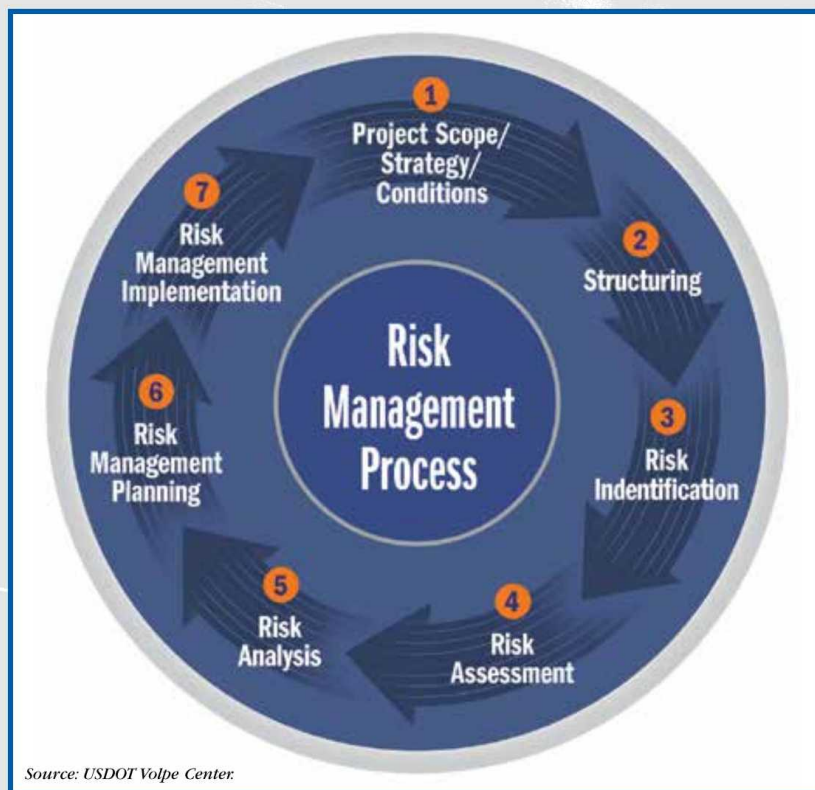 1
Project Scope/
Strategy/
Conditions
2
Structuring
3
Risk
Indentification
4
Risk
Assessment
5
Risk
Analysis
6
Risk
Management
Planning
7
Risk
Management
Implementation
Risk
Management
Process
Source: USDOT Volpe Center.